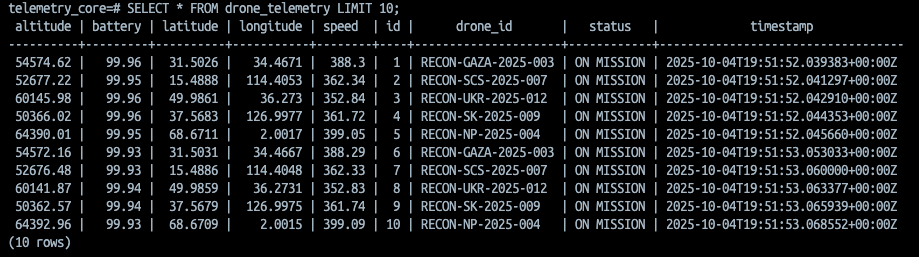 telemetry_core=# SELECT * FROM drone_telemetry LIMIT 10;
 altitude | battery | latitude | longitude | speed  | id |      drone_id       |   status   |            timestamp
----------+---------+----------+-----------+--------+----+---------------------+------------+----------------------------------
 54574.62 |   99.96 |  31.5026 |   34.4671 |  388.3 |  1 | RECON-GAZA-2025-003 | ON MISSION | 2025-10-04T19:51:52.039383+00:00Z
 52677.22 |   99.95 |  15.4888 |  114.4053 | 362.34 |  2 | RECON-SCS-2025-007  | ON MISSION | 2025-10-04T19:51:52.041297+00:00Z
 60145.98 |   99.96 |  49.9861 |    36.273 | 352.84 |  3 | RECON-UKR-2025-012  | ON MISSION | 2025-10-04T19:51:52.042910+00:00Z
 50366.02 |   99.96 |  37.5683 |  126.9977 | 361.72 |  4 | RECON-SK-2025-009   | ON MISSION | 2025-10-04T19:51:52.044353+00:00Z
 64390.01 |   99.95 |  68.6711 |    2.0017 | 399.05 |  5 | RECON-NP-2025-004   | ON MISSION | 2025-10-04T19:51:52.045660+00:00Z
 54572.16 |   99.93 |  31.5031 |   34.4667 | 388.29 |  6 | RECON-GAZA-2025-003 | ON MISSION | 2025-10-04T19:51:53.053033+00:00Z
 52676.48 |   99.93 |  15.4886 |  114.4048 | 362.33 |  7 | RECON-SCS-2025-007  | ON MISSION | 2025-10-04T19:51:53.060000+00:00Z
 60141.87 |   99.94 |  49.9859 |   36.2731 | 352.83 |  8 | RECON-UKR-2025-012  | ON MISSION | 2025-10-04T19:51:53.063377+00:00Z
 50362.57 |   99.94 |  37.5679 |  126.9975 | 361.74 |  9 | RECON-SK-2025-009   | ON MISSION | 2025-10-04T19:51:53.065939+00:00Z
 64392.96 |   99.93 |  68.6709 |    2.0015 | 399.09 | 10 | RECON-NP-2025-004   | ON MISSION | 2025-10-04T19:51:53.068552+00:00Z
(10 rows)